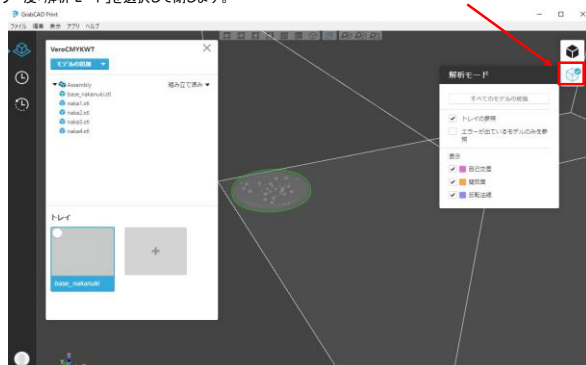 度「解析モード」を選択して閉じます。
GrabCAD Print
ファイル 編集 表示 アプリ ヘルプ
VeroCMYKWT
モデルの追加
Assembly
組み立て済み
base_nakanuki.stl
naka1.stl
naka2.stl
naka3.stl
naka4.stl
トレイ
base_nakanuki
解析モード
すべてのモデルの修復
トレイの参照
エラーが出ているモデルのみを参照
表示
自己交差
開放面
反転法線